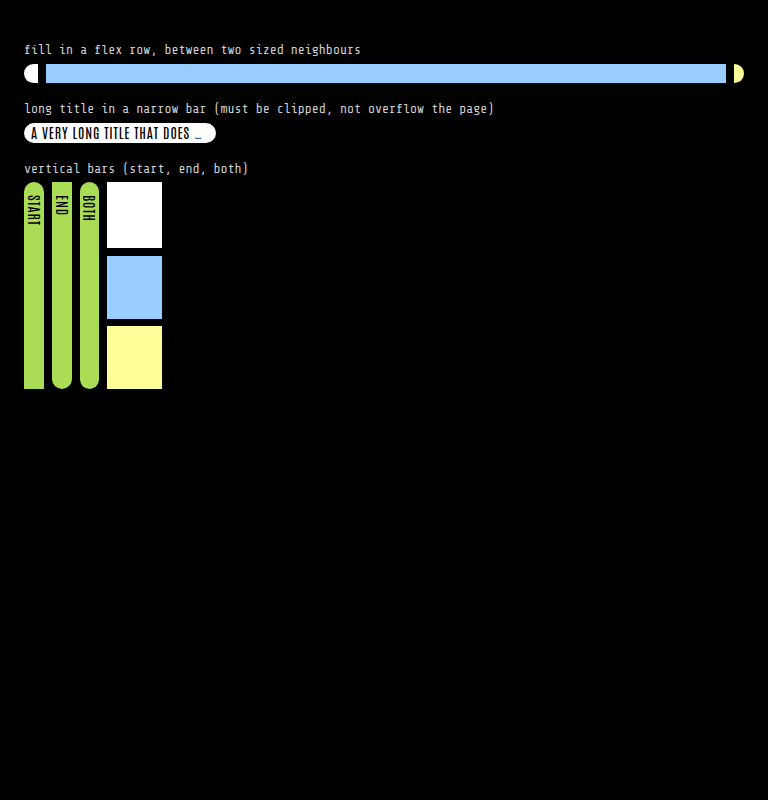 fill in a flex row, between two sized neighbours
long title in a narrow bar (must be clipped, not overflow the page)
A VERY LONG TITLE THAT DOES …
vertical bars (start, end, both)
START
END
BOTH